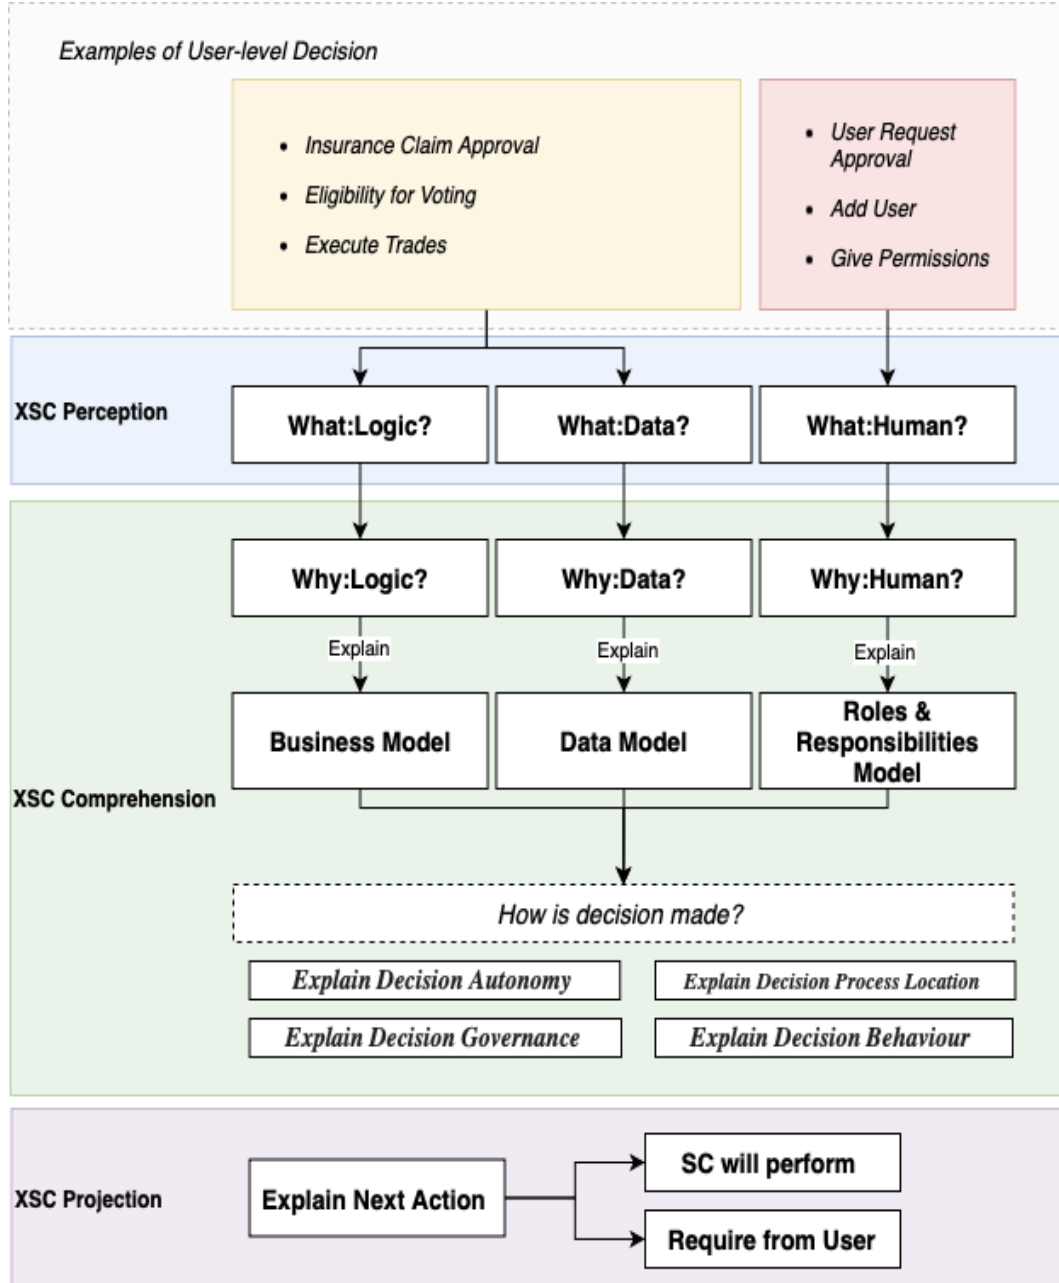 Examples of User-level Decision
• Insurance Claim Approval
• Eligibility for Voting
• Execute Trades
• User Request
Approval
• Add User
• Give Permissions
XSC Perception
What:Logic?
What:Data?
What:Human?
Why:Logic?
Why:Data?
Why:Human?
Explain
Explain
Explain
Business Model
Data Model
Roles &
Responsibilities
Model
XSC Comprehension
How is decision made?
Explain Decision Autonomy
Explain Decision Process Location
Explain Decision Governance
Explain Decision Behaviour
XSC Projection
Explain Next Action
SC will perform
Require from User